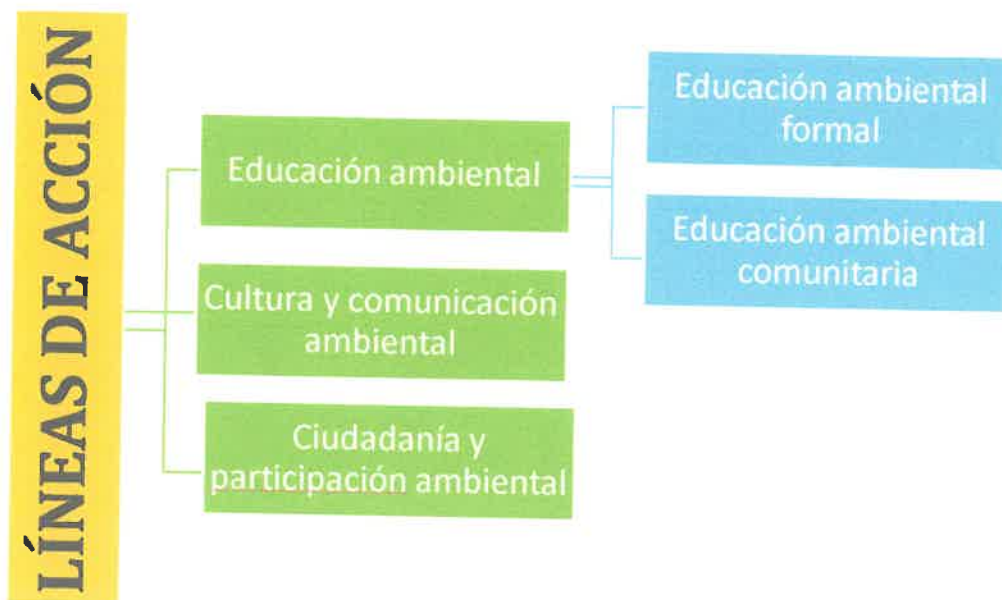 LÍNEAS DE ACCIÓN
Educación ambiental
Cultura y comunicación
ambiental
Ciudadanía y
participación ambiental
Educación ambiental
formal
Educación ambiental
comunitaria